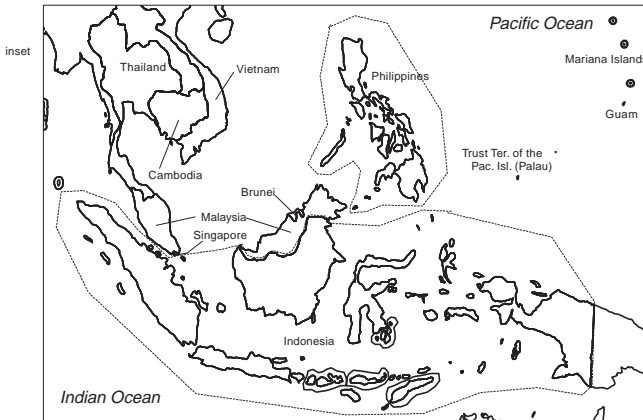 Pacific Ocean
inset
Mariana Islands
Thailand
Vietnam
Philippines
Guam
Trust Ter. of the
Pac. Isl. (Palau)
Cambodia
Brunei
Malaysia
Singapore
Indonesia
Indian Ocean